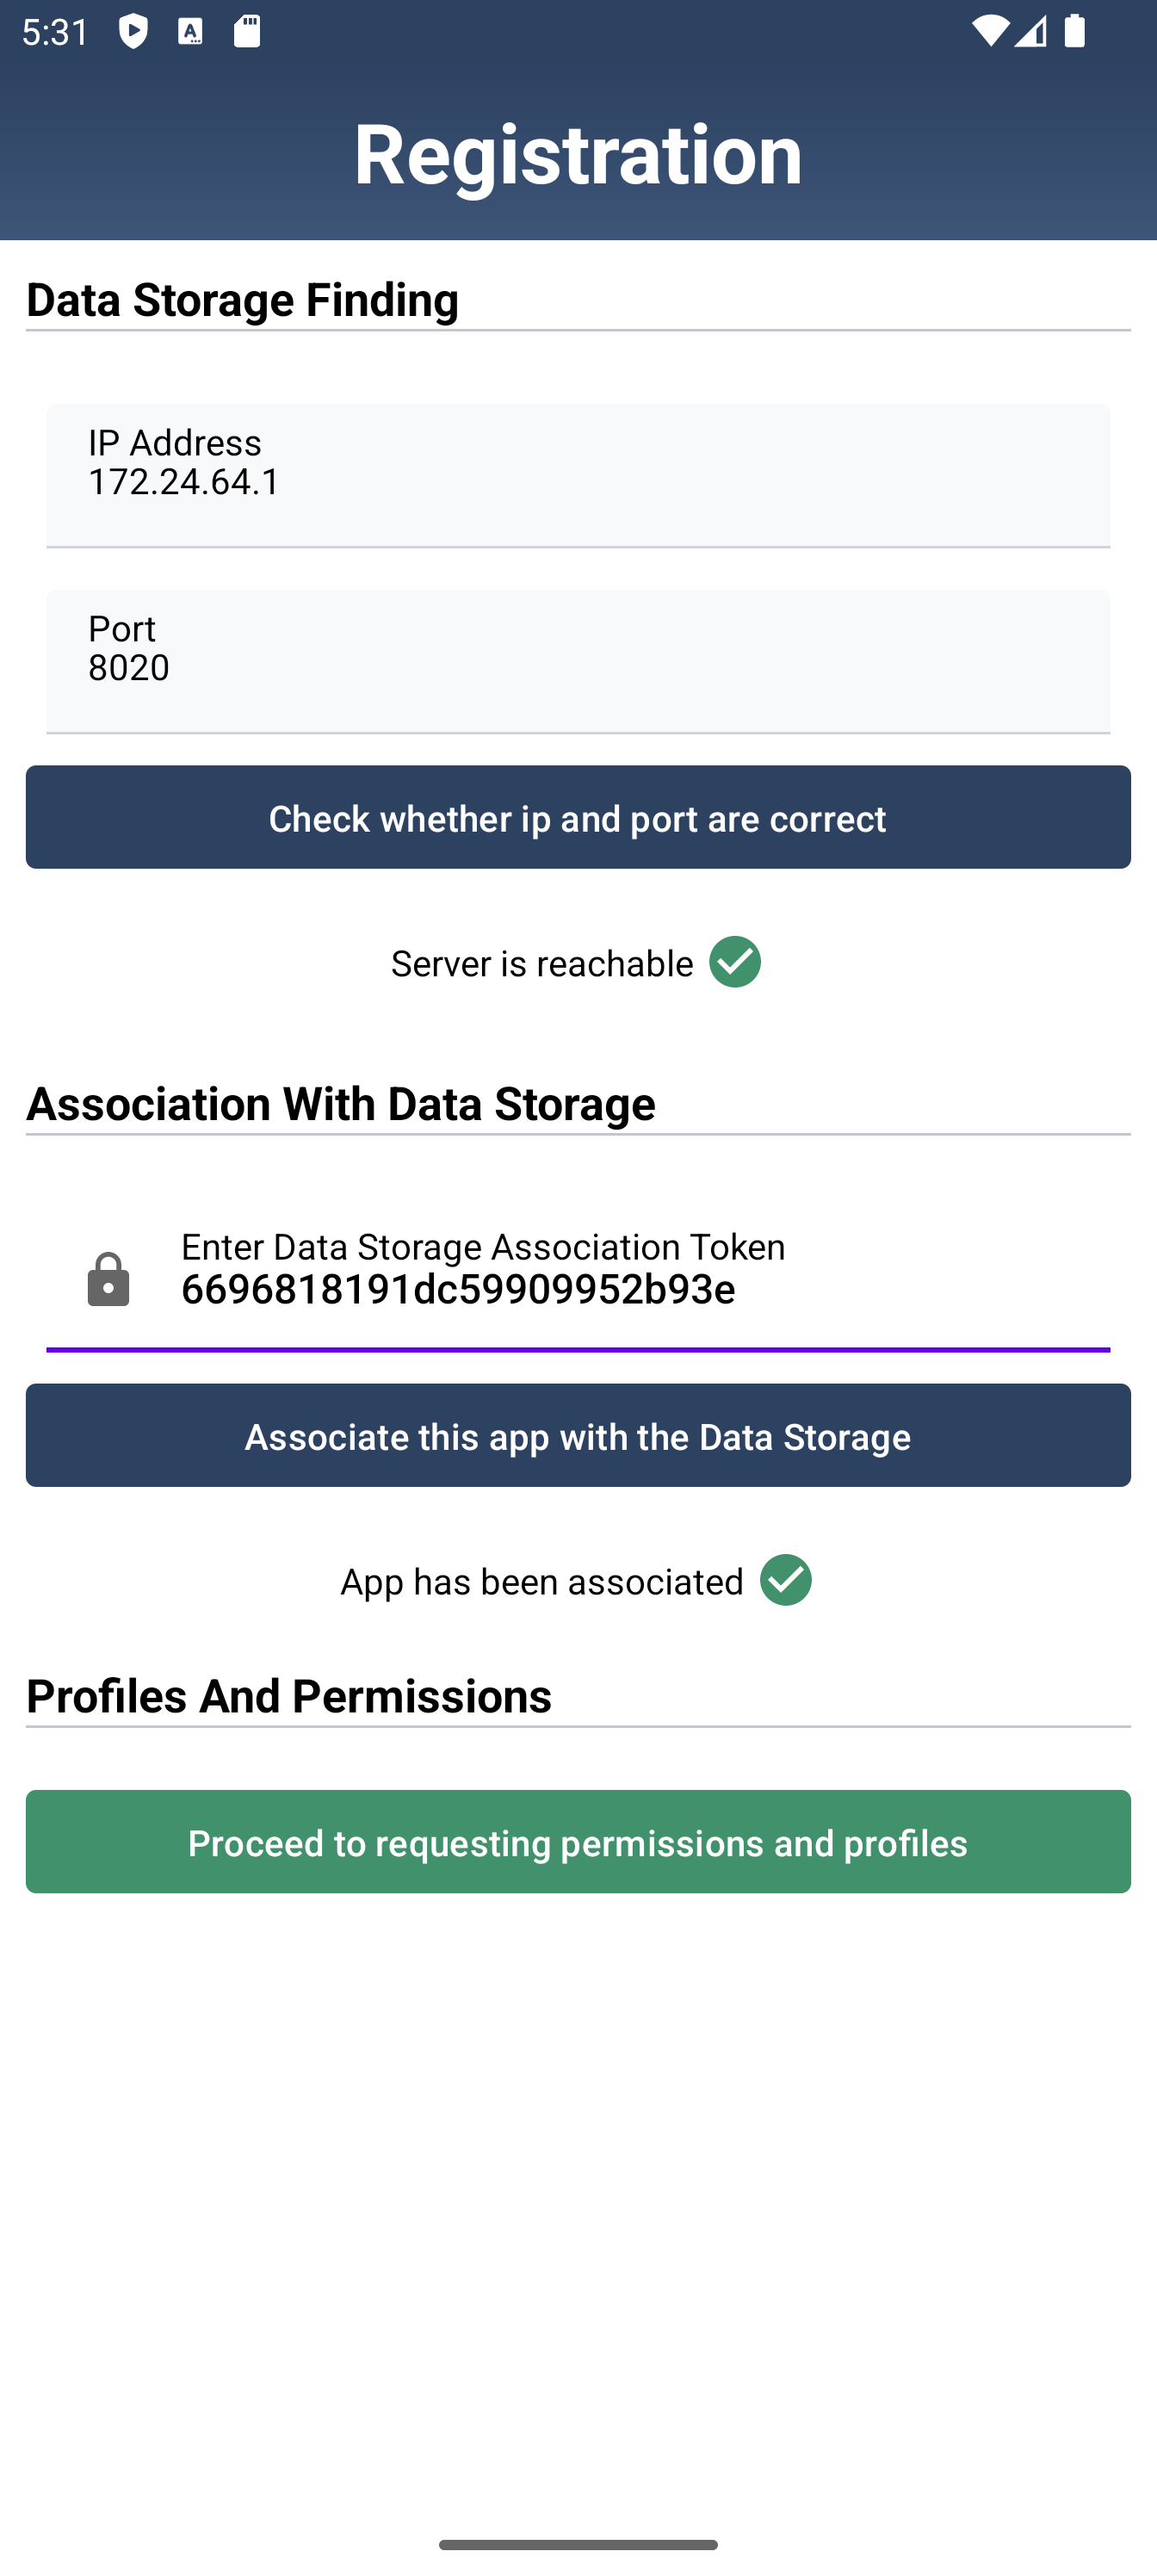 5:31
Registration
Data Storage Finding
IP Address
172.24.64.1
Port
8020
Check whether ip and port are correct
Server is reachable
Association With Data Storage
Enter Data Storage Association Token
6696818191dc59909952b93e
Associate this app with the Data Storage
App has been associated
Profiles And Permissions
Proceed to requesting permissions and profiles